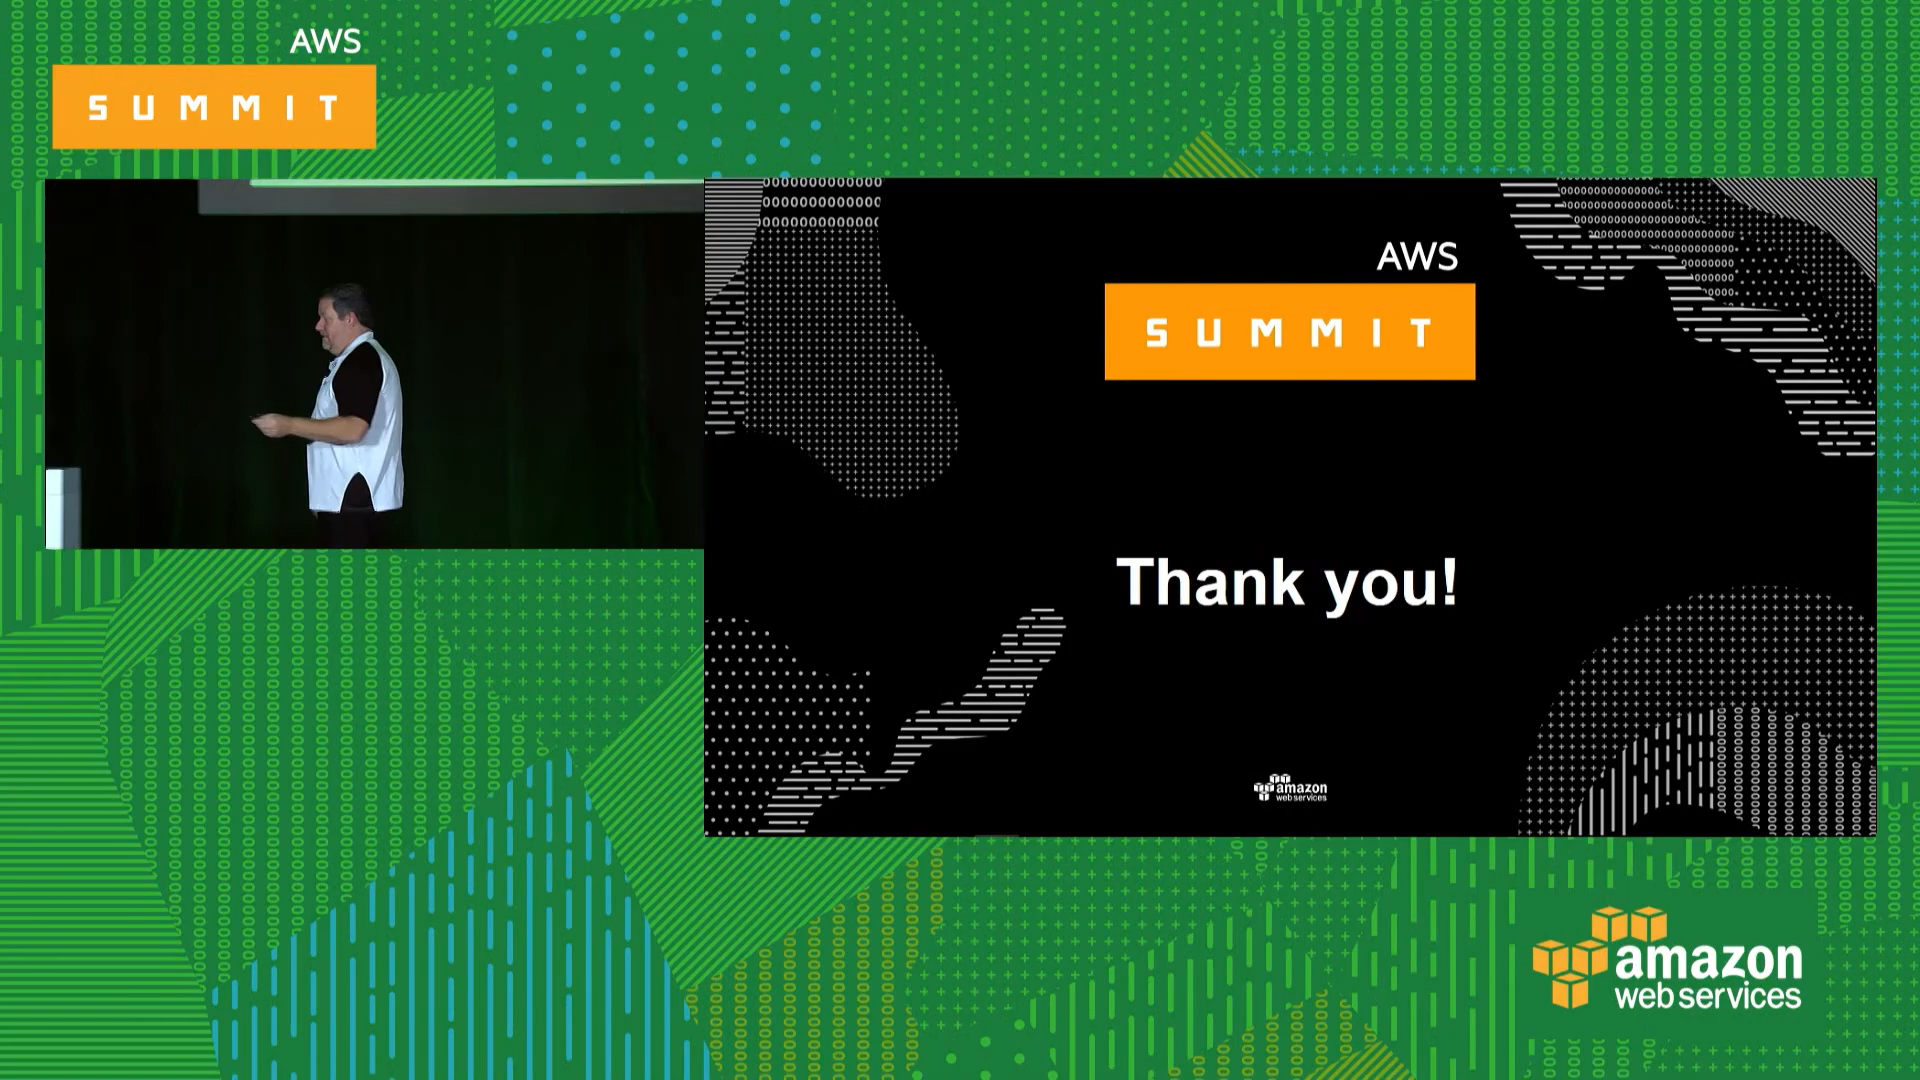 AWS
SUMMIT
AWS
SUMMIT
Thank you!
amazon
web services
amazon
web services